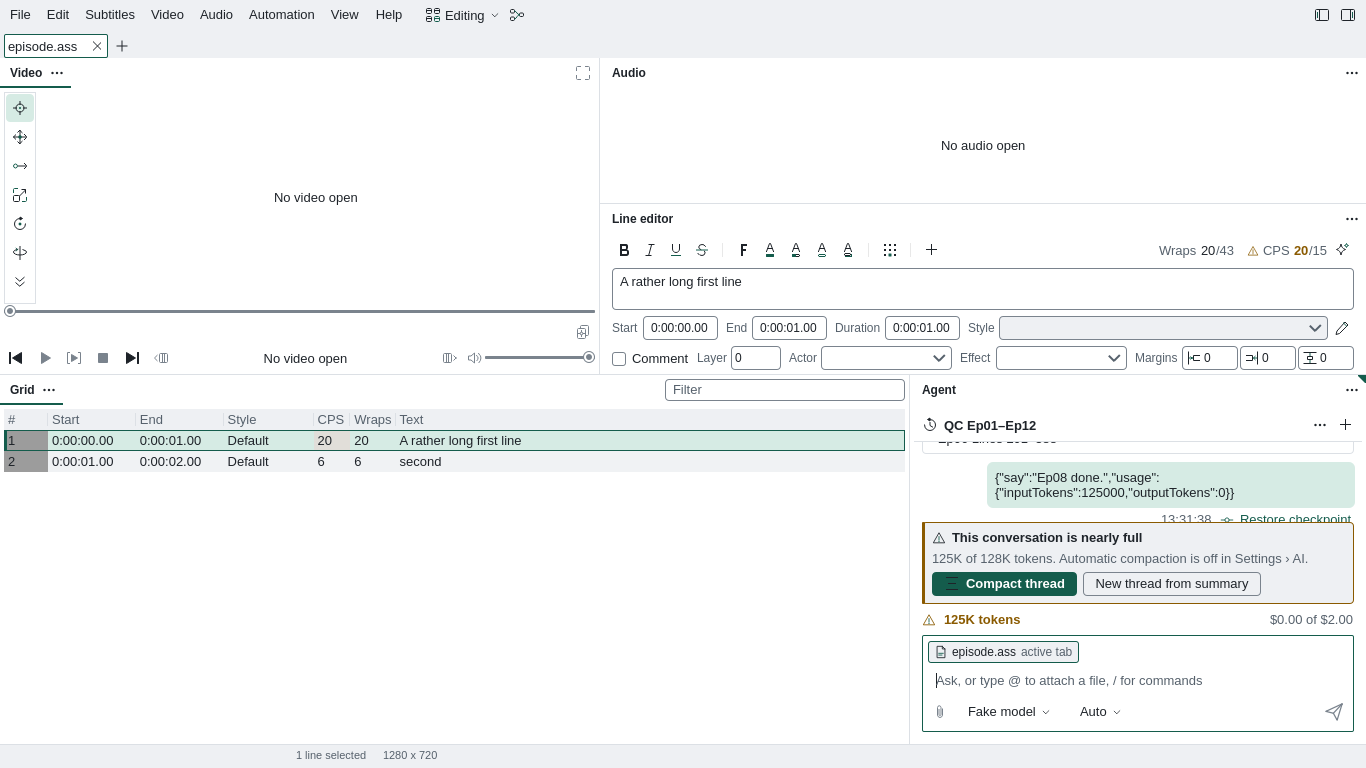 File Edit Subtitles Video Audio Automation View Help Editing
episode.ass
Video
No video open
No video open
Audio
No audio open
Line editor
B I U S F A A A A Wraps 20/43 CPS 20/15
A rather long first line
Start 0:00:00.00 End 0:00:01.00 Duration 0:00:01.00 Style
Comment Layer 0 Actor Effect Margins 0 0 0
Grid Filter
# Start End Style CPS Wraps Text
1 0:00:00.00 0:00:01.00 Default 20 20 A rather long first line
2 0:00:01.00 0:00:02.00 Default 6 6 second
Agent
QC Ep01–Ep12
{"say":"Ep08 done.","usage":
{"inputTokens":125000,"outputTokens":0}}
13:31:38 Restore checkpoint
This conversation is nearly full
125K of 128K tokens. Automatic compaction is off in Settings › AI.
Compact thread New thread from summary
125K tokens $0.00 of $2.00
episode.ass active tab
Ask, or type @ to attach a file, / for commands
Fake model Auto
1 line selected 1280 x 720